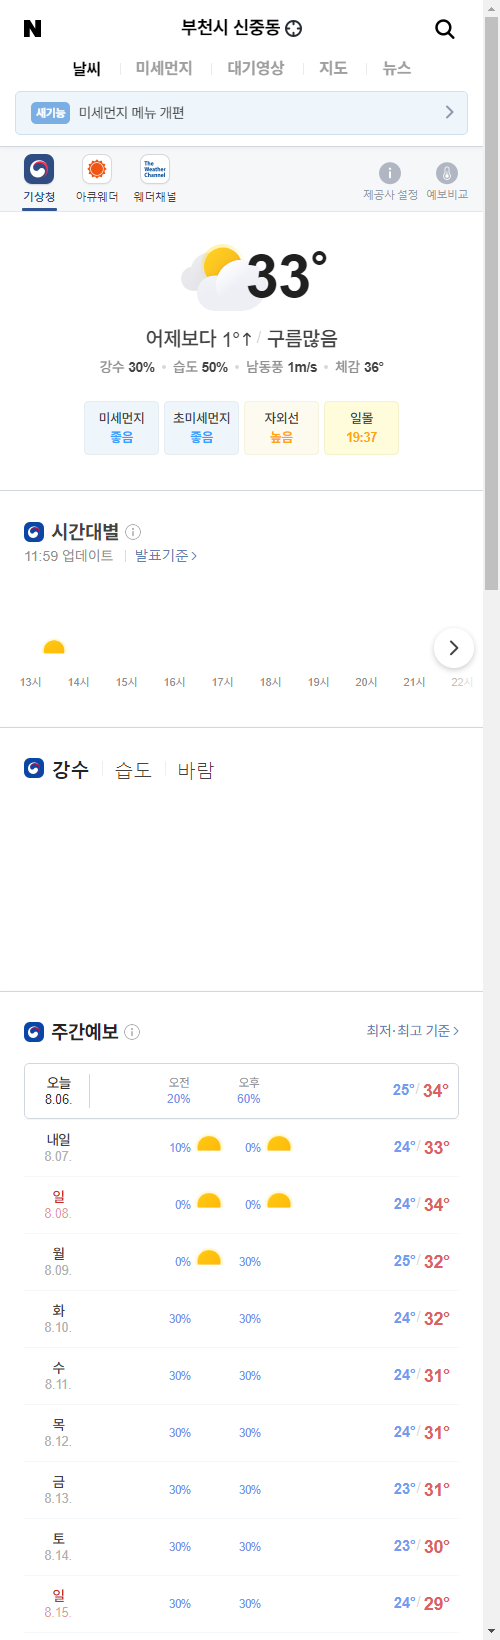 N 부천시 신중동
날씨 미세먼지 대기영상 지도 뉴스
새기능 미세먼지 메뉴 개편
The Weather Channel
기상청 아큐웨더 웨더채널 제공사 설정 예보비교
33°
어제보다 1°↑ / 구름많음
강수 30% • 습도 50% • 남동풍 1m/s • 체감 36°
미세먼지 초미세먼지 자외선 일몰
좋음 좋음 높음 19:37
시간대별
11:59 업데이트 발표기준 >
13시 14시 15시 16시 17시 18시 19시 20시 21시 22시
강수 습도 바람
주간예보 최저·최고 기준 >
오늘 오전 오후
8.06. 20% 60% 25°/ 34°
내일
8.07. 10% 0% 24°/ 33°
일
8.08. 0% 0% 24°/ 34°
월
8.09. 0% 30% 25°/ 32°
화
8.10. 30% 30% 24°/ 32°
수
8.11. 30% 30% 24°/ 31°
목
8.12. 30% 30% 24°/ 31°
금
8.13. 30% 30% 23°/ 31°
토
8.14. 30% 30% 23°/ 30°
일
8.15. 30% 30% 24°/ 29°